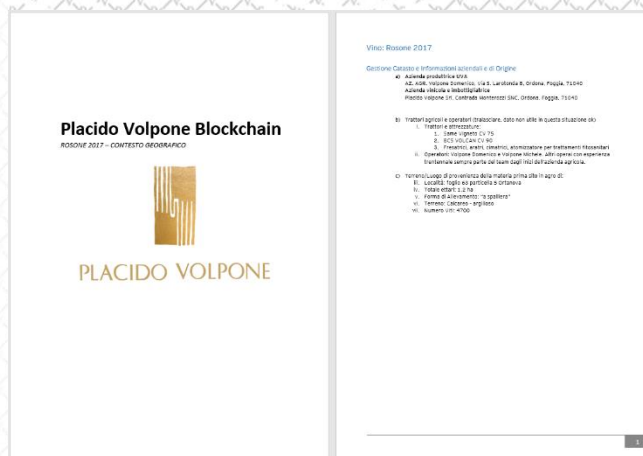 Placido Volpone Blockchain
ROSONE 2017 – CONTESTO GEOGRAFICO
PLACIDO VOLPONE
Vino: Rosone 2017
Gestione Catasto e Informazioni aziendali e di Origine
a) Azienda produttrice UVA
AZ. AGR. Volpone Domenico, Via S. Larotonda 8, Ordona, Foggia, 71040
Azienda vinicola e imbottigliatrice
Placido Volpone Srl, Contrada Monterozzi SNC, Ordona, Foggia, 71040
b) Trattori agricoli e operatori (tralasciare, dato non utile in questa situazione ok)
i. Trattori e attrezzature:
1. Same Vigneto CV 75
2. BCS VOLCAN CV 90
3. Fresatrici, aratri, cimatrici, atomizzatore per trattamenti fitosanitari
ii. Operatori: Volpone Domenico e Volpone Michele. Altri operai con esperienza
trentennale sempre parte del team dagli inizi dell'azienda agricola.
c) Terreno/Luogo di provenienza della materia prima sito in agro di:
iii. Località: foglio 60 particella 5 Ortanova
iv. Totale ettari: 1.2 ha
v. Forma di Allevamento: "a spalliera"
vi. Terreno: Calcareo - argilloso
vii. Numero viti: 4700
1